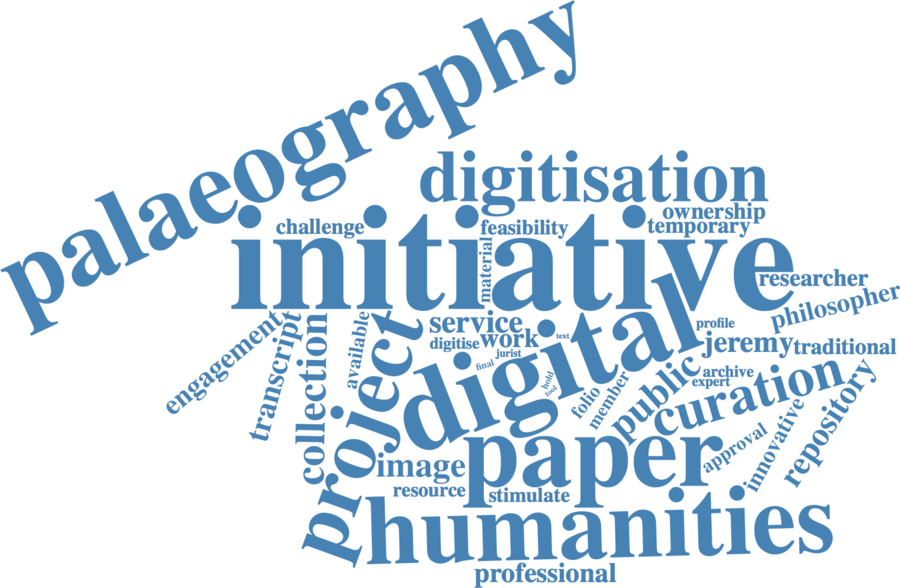 palaeography
digitisation
ownership
initiative
challenge
feasibility
temporary
material
researcher
philosopher
engagement
transcript
collection
available
project
service
digitise
work
text
jurist
final
digital
profile
jeremy
traditional
hold
tool
folio
member
public
archive
expert
curation
repository
innovative
approval
paper
image
resource
stimulate
humanities
professional